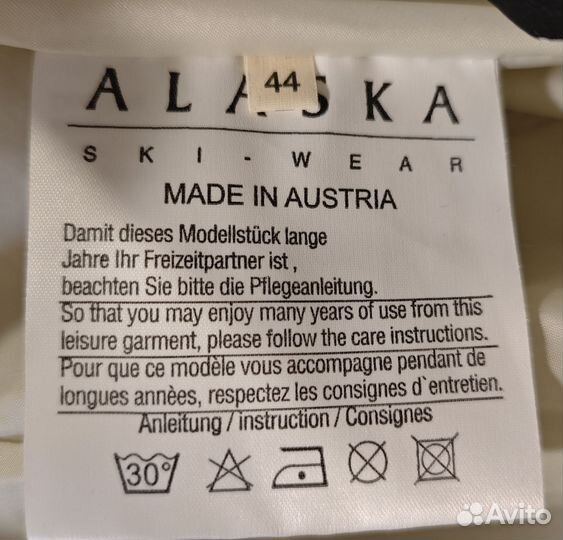 44
ALASKA
SKI-WEAR
MADE IN AUSTRIA
Damit dieses Modellstück lange
Jahre Ihr Freizeitpartner ist ,
beachten Sie bitte die Pflegeanleitung.
So that you may enjoy many years of use from this
leisure garment, please follow the care instructions.
Pour que ce modèle vous accompagne pendant de
longues annèes, respectez les consignes d`entretien.
Anleitung / instruction / Consignes
30°
Avito